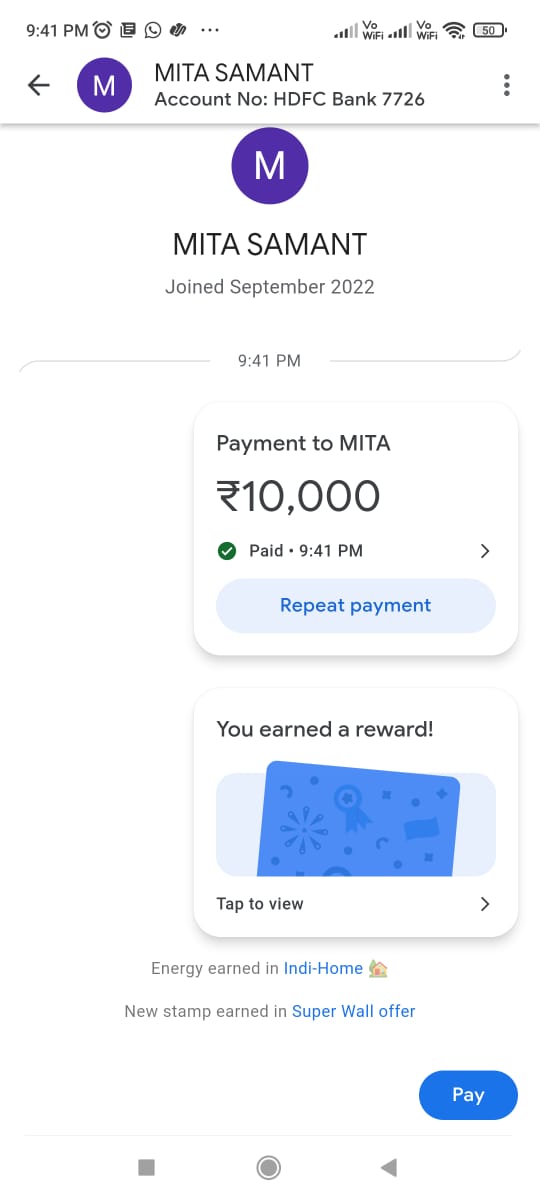 9:41 PM
Vo WiFi Vo WiFi 50
M
MITA SAMANT
Account No: HDFC Bank 7726
M
MITA SAMANT
Joined September 2022
9:41 PM
Payment to MITA
₹10,000
Paid • 9:41 PM
Repeat payment
You earned a reward!
Tap to view
Energy earned in Indi-Home 🏡
New stamp earned in Super Wall offer
Pay